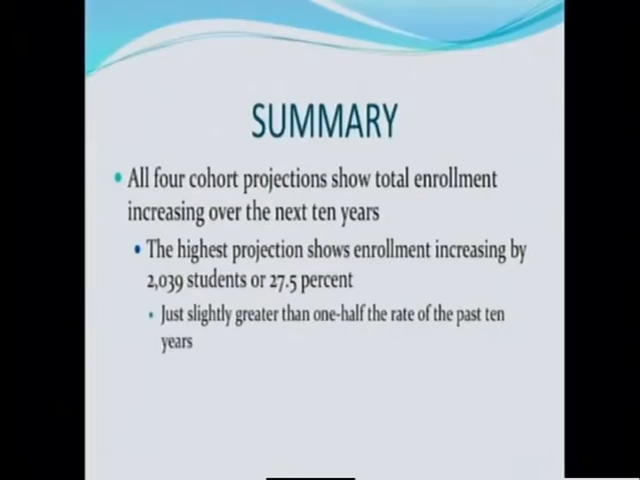 SUMMARY
• All four cohort projections show total enrollment
increasing over the next ten years
• The highest projection shows enrollment increasing by
2,039 students or 27.5 percent
• Just slightly greater than one-half the rate of the past ten
years